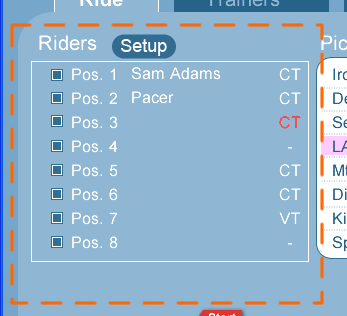 Ride Trainers
Riders Setup Pic
Pos. 1 Sam Adams CT Iro
Pos. 2 Pacer CT De
Pos. 3 CT Se
Pos. 4 - LA
Pos. 5 CT Mt
Pos. 6 CT Di
Pos. 7 VT Ki
Pos. 8 - Sp
Start